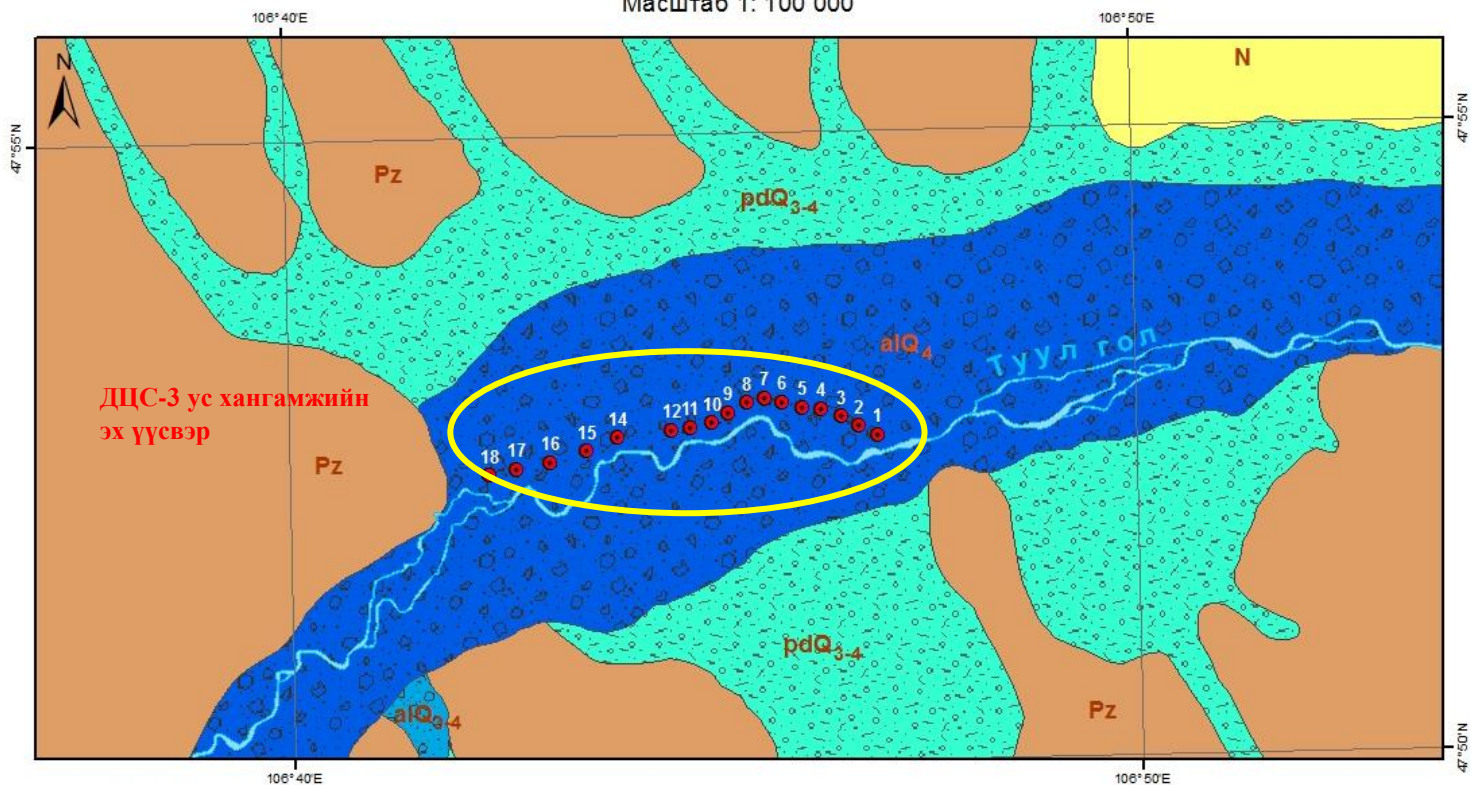 Масштаб 1: 100 000
106°40'E 106°50'E
N
N
47°55'N 47°55'N
Pz
pdQ3-4
alQ4
Туул гол
ДЦС-3 ус хангамжийн
эх үүсвэр
18 17 16 15 14 12 11 10 9 8 7 6 5 4 3 2 1
Pz
pdQ3-4
alQ3-4
Pz
47°50'N
106°40'E 106°50'E